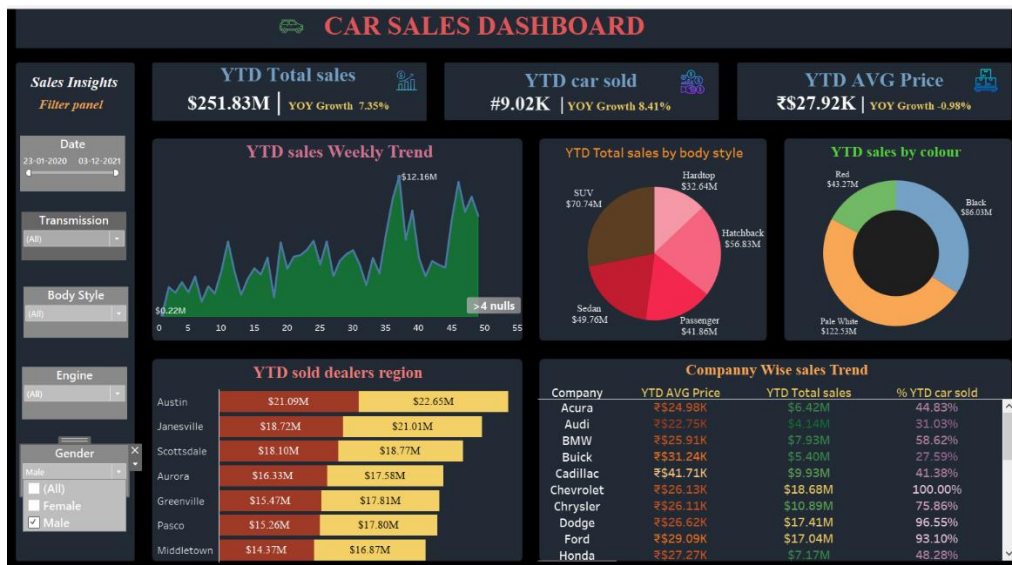 CAR SALES DASHBOARD
Sales Insights
Filter panel
Date
23-01-2020 03-12-2021
Transmission
(All)
Body Style
(All)
Engine
(All)
Gender
Male
(All)
Female
Male
YTD Total sales
$251.83M | YOY Growth 7.35%
YTD car sold
#9.02K | YOY Growth 8.41%
YTD AVG Price
₹$27.92K | YOY Growth -0.98%
YTD sales Weekly Trend
$12.16M
$0.22M
>4 nulls
0 5 10 15 20 25 30 35 40 45 50 55
YTD Total sales by body style
Hardtop
$32.64M
SUV
$70.74M
Hatchback
$56.83M
Sedan
$49.76M
Passenger
$41.86M
YTD sales by colour
Red
$43.27M
Black
$86.03M
Pale White
$122.53M
YTD sold dealers region
Austin $21.09M $22.65M
Janesville $18.72M $21.01M
Scottsdale $18.10M $18.77M
Aurora $16.33M $17.58M
Greenville $15.47M $17.81M
Pasco $15.26M $17.80M
Middletown $14.37M $16.87M
Companny Wise sales Trend
Company YTD AVG Price YTD Total sales % YTD car sold
Acura ₹$24.98K $6.42M 44.83%
Audi ₹$22.75K $4.14M 31.03%
BMW ₹$25.91K $7.93M 58.62%
Buick ₹$31.24K $5.40M 27.59%
Cadillac ₹$41.71K $9.93M 41.38%
Chevrolet ₹$26.13K $18.68M 100.00%
Chrysler ₹$26.11K $10.89M 75.86%
Dodge ₹$26.62K $17.41M 96.55%
Ford ₹$29.09K $17.04M 93.10%
Honda ₹$27.27K $7.17M 48.28%